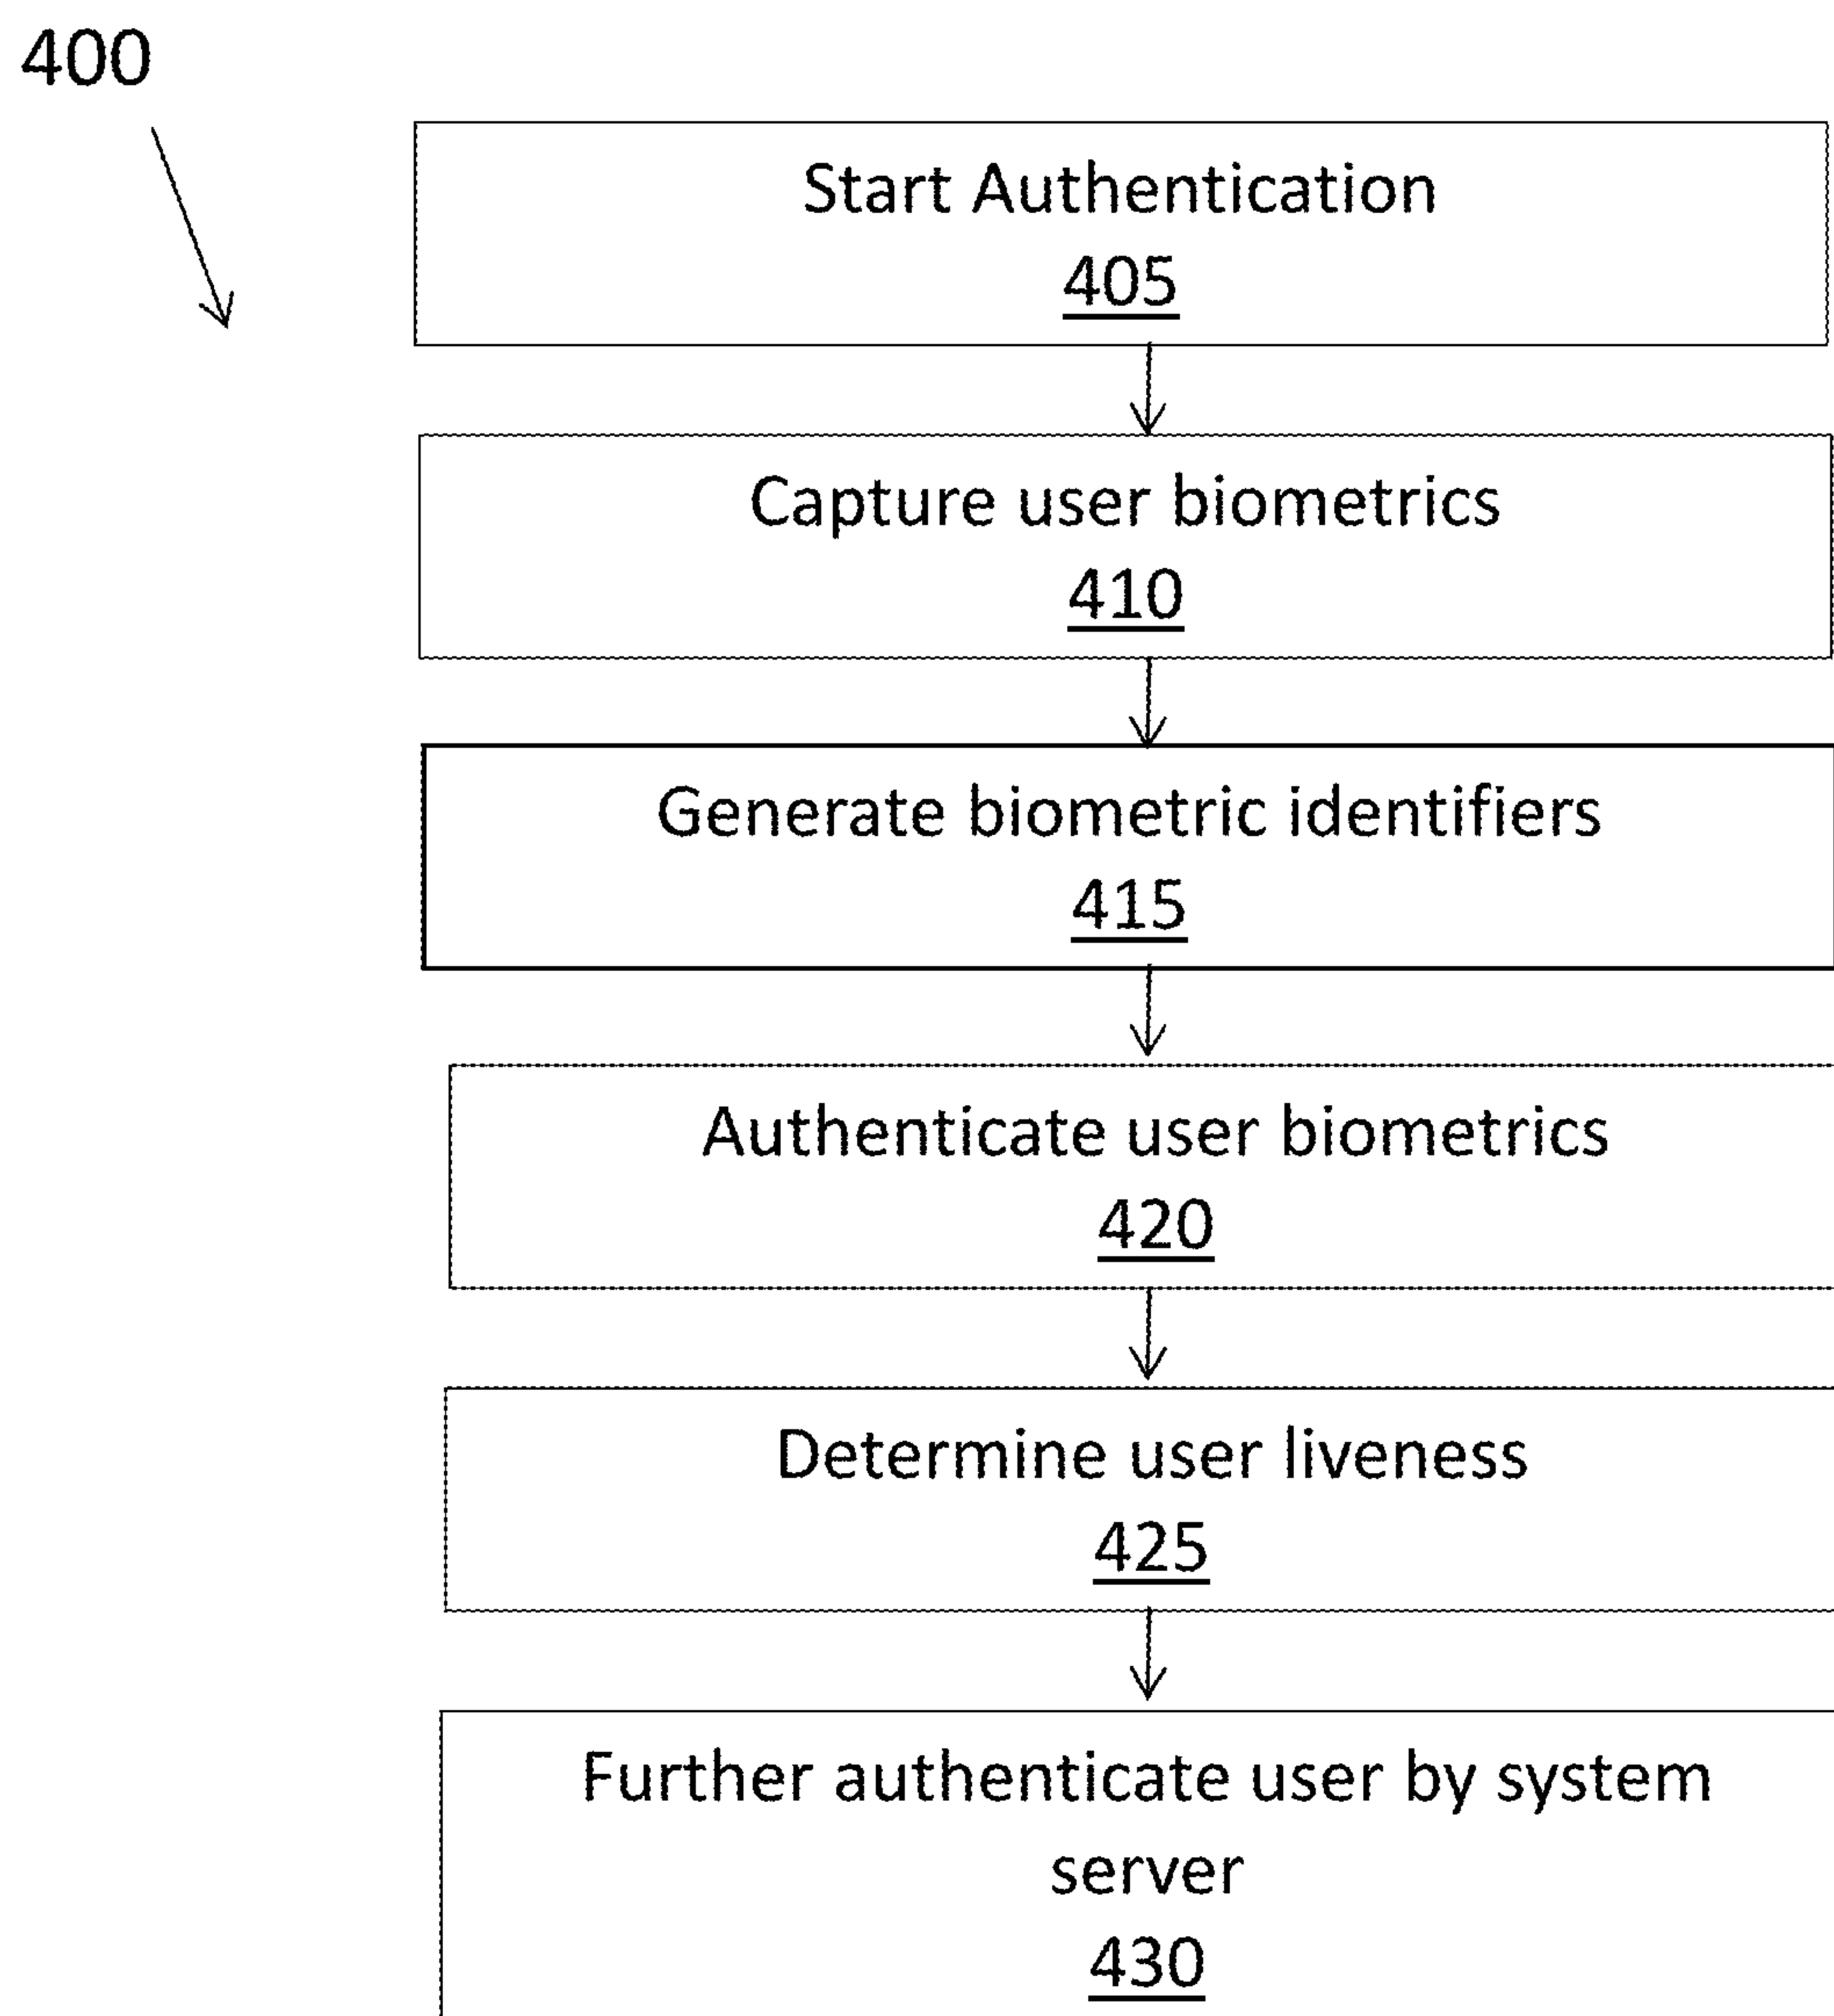 400
Start Authentication
405
Capture user biometrics
410
Generate biometric identifiers
415
Authenticate user biometrics
420
Determine user liveness
425
Further authenticate user by system
server
430